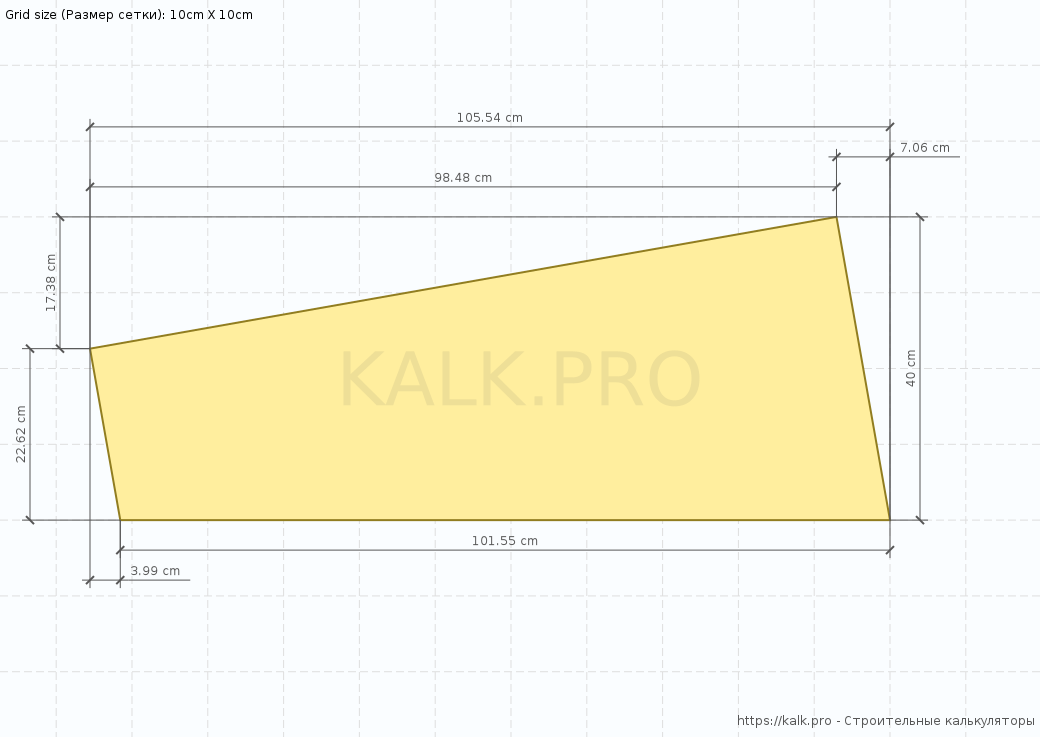 Grid size (Размер сетки): 10cm X 10cm
105.54 cm
7.06 cm
98.48 cm
17.38 cm
40 cm
KALK.PRO
22.62 cm
101.55 cm
3.99 cm
https://kalk.pro - Строительные калькуляторы